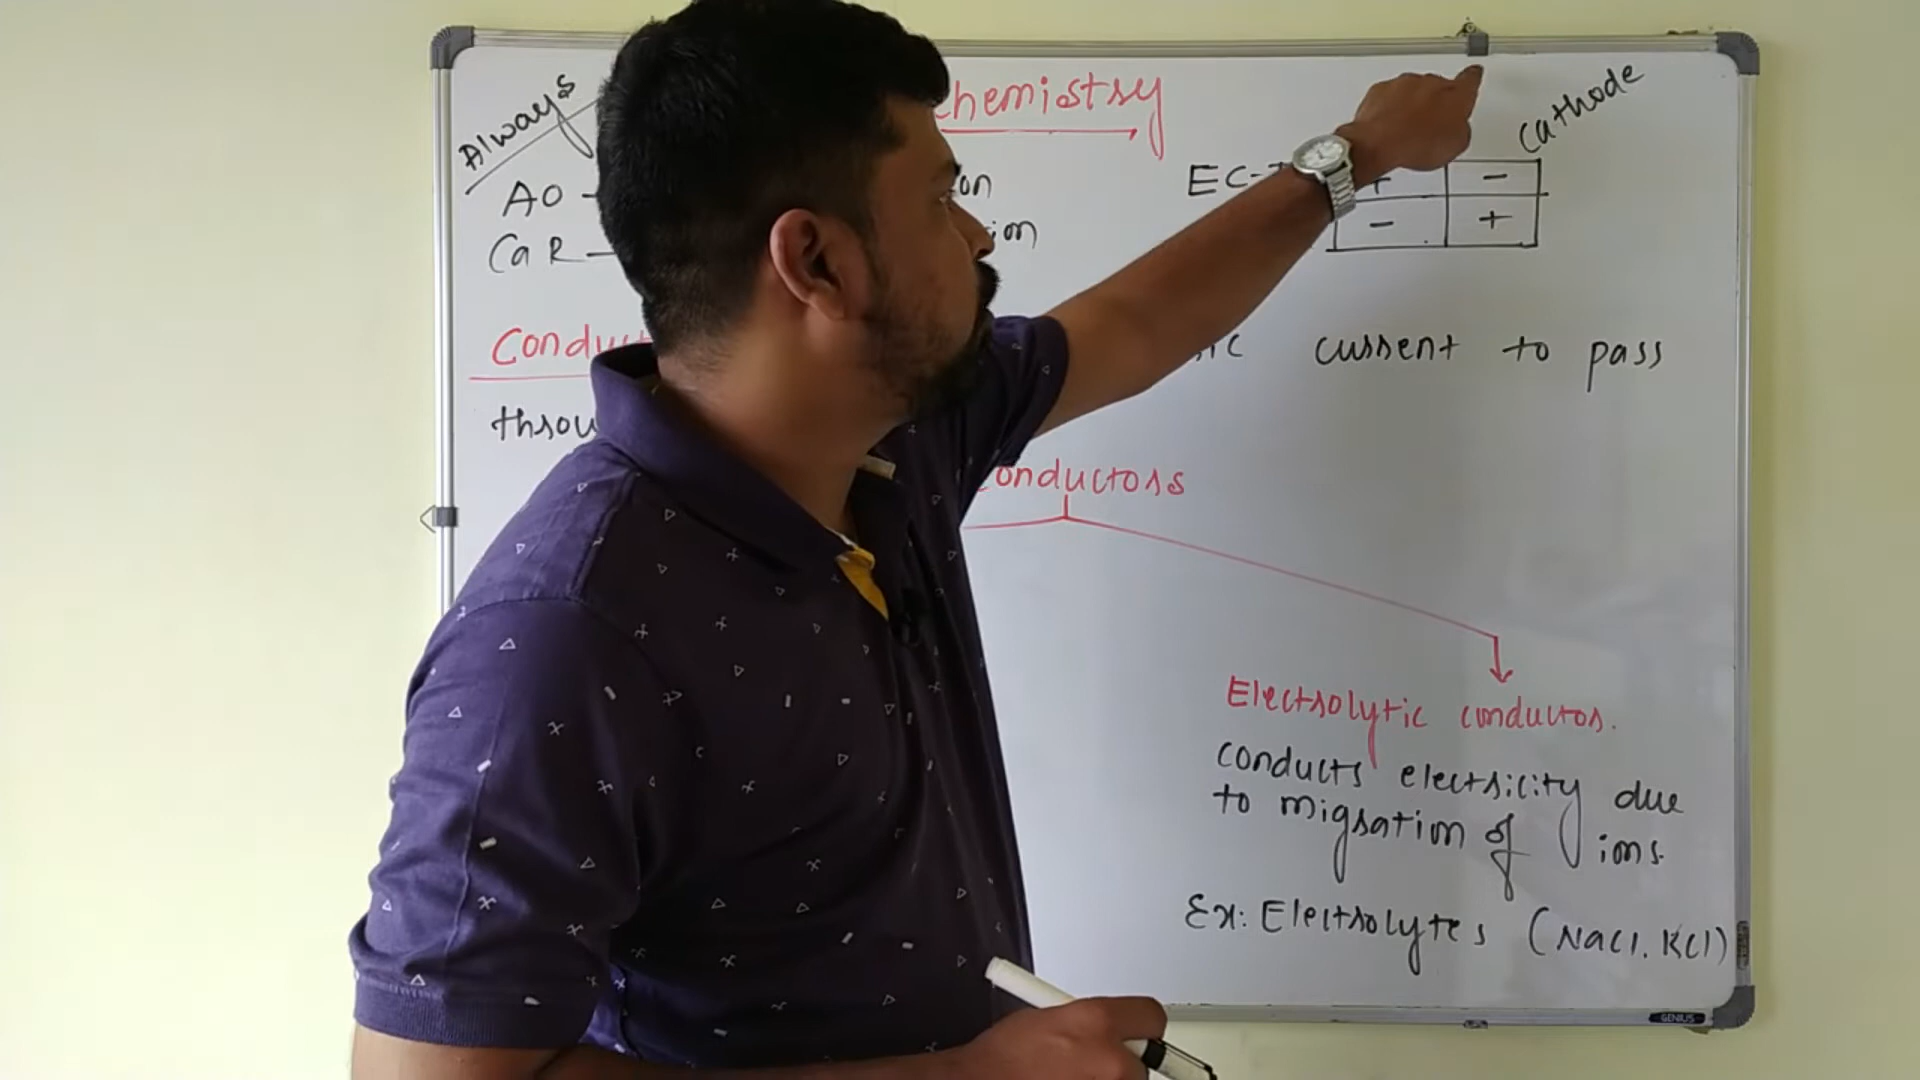 Always
chemistry
Cathode
AO -
on
EC-
+ -
CaR -
ion
- +
Condu
ic current to pass
throu
conductors
Electrolytic conductor.
conducts electricity due
to migration of ions.
Ex: Electrolytes (NaCl, KCl)
GENIUS